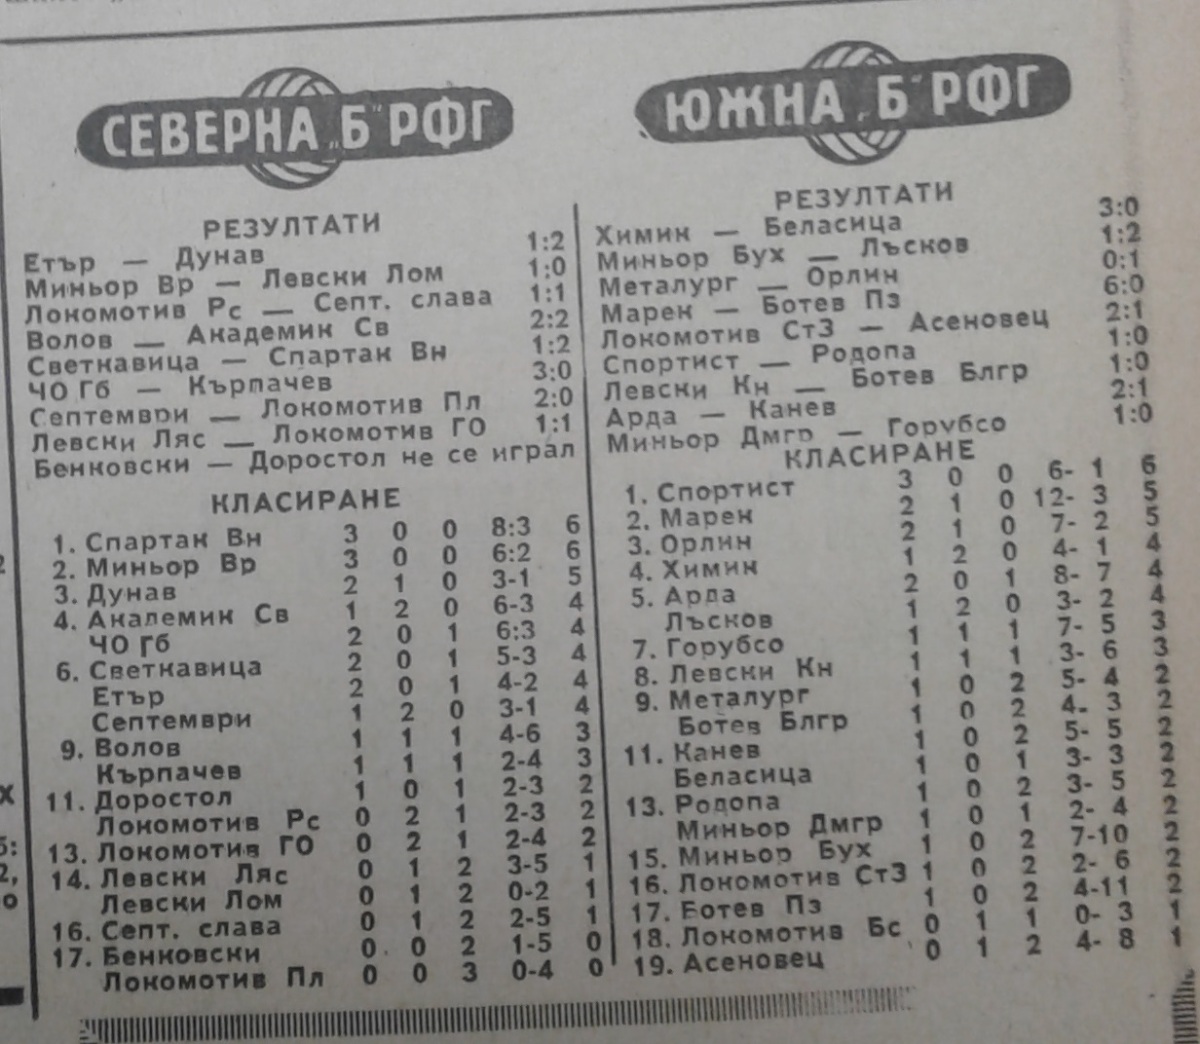 СЕВЕРНА „Б" РФГ
РЕЗУЛТАТИ
Етър — Дунав 1:2
Миньор Вр — Левски Лом 1:0
Локомотив Рс — Септ. слава 1:1
Волов — Академик Св 2:2
Светкавица — Спартак Вн 1:2
ЧО Гб — Кърпачев 3:0
Септември — Локомотив Пл 2:0
Левски Ляс — Локомотив ГО 1:1
Бенковски — Доростол не се играл
КЛАСИРАНЕ
1. Спартак Вн 3 0 0 8:3 6
2. Миньор Вр 3 0 0 6:2 6
3. Дунав 2 1 0 3-1 5
4. Академик Св 1 2 0 6-3 4
ЧО Гб 2 0 1 6:3 4
6. Светкавица 2 0 1 5-3 4
Етър 2 0 1 4-2 4
Септември 1 2 0 3-1 4
9. Волов 1 1 1 4-6 3
Кърпачев 1 1 1 2-4 3
11. Доростол 1 0 1 2-3 2
Локомотив Рс 0 2 1 2-3 2
13. Локомотив ГО 0 2 1 2-4 2
14. Левски Ляс 0 1 2 3-5 1
Левски Лом 0 1 2 0-2 1
16. Септ. слава 0 1 2 2-5 1
17. Бенковски 0 0 2 1-5 0
Локомотив Пл 0 0 3 0-4 0
ЮЖНА „Б" РФГ
РЕЗУЛТАТИ
Химик — Беласица 3:0
Миньор Бух — Лъсков 1:2
Металург — Орлин 0:1
Марек — Ботев Пз 6:0
Локомотив СтЗ — Асеновец 2:1
Спортист — Родопа 1:0
Левски Кн — Ботев Блгр 1:0
Арда — Канев 2:1
Миньор Дмгр — Горубсо 1:0
КЛАСИРАНЕ
1. Спортист 3 0 0 6- 1 6
2. Марек 2 1 0 12- 3 5
3. Орлин 2 1 0 7- 2 5
4. Химик 1 2 0 4- 1 4
5. Арда 2 0 1 8- 7 4
Лъсков 1 2 0 3- 2 4
7. Горубсо 1 1 1 7- 5 3
8. Левски Кн 1 1 1 3- 6 3
9. Металург 1 0 2 5- 4 2
Ботев Блгр 1 0 2 4- 3 2
11. Канев 1 0 2 5- 5 2
Беласица 1 0 1 3- 3 2
13. Родопа 1 0 2 3- 5 2
Миньор Дмгр 1 0 1 2- 4 2
15. Миньор Бух 1 0 2 7-10 2
16. Локомотив СтЗ 1 0 2 2- 6 2
17. Ботев Пз 1 0 2 4-11 2
18. Локомотив Бс 0 1 1 0- 3 1
19. Асеновец 0 1 2 4- 8 1